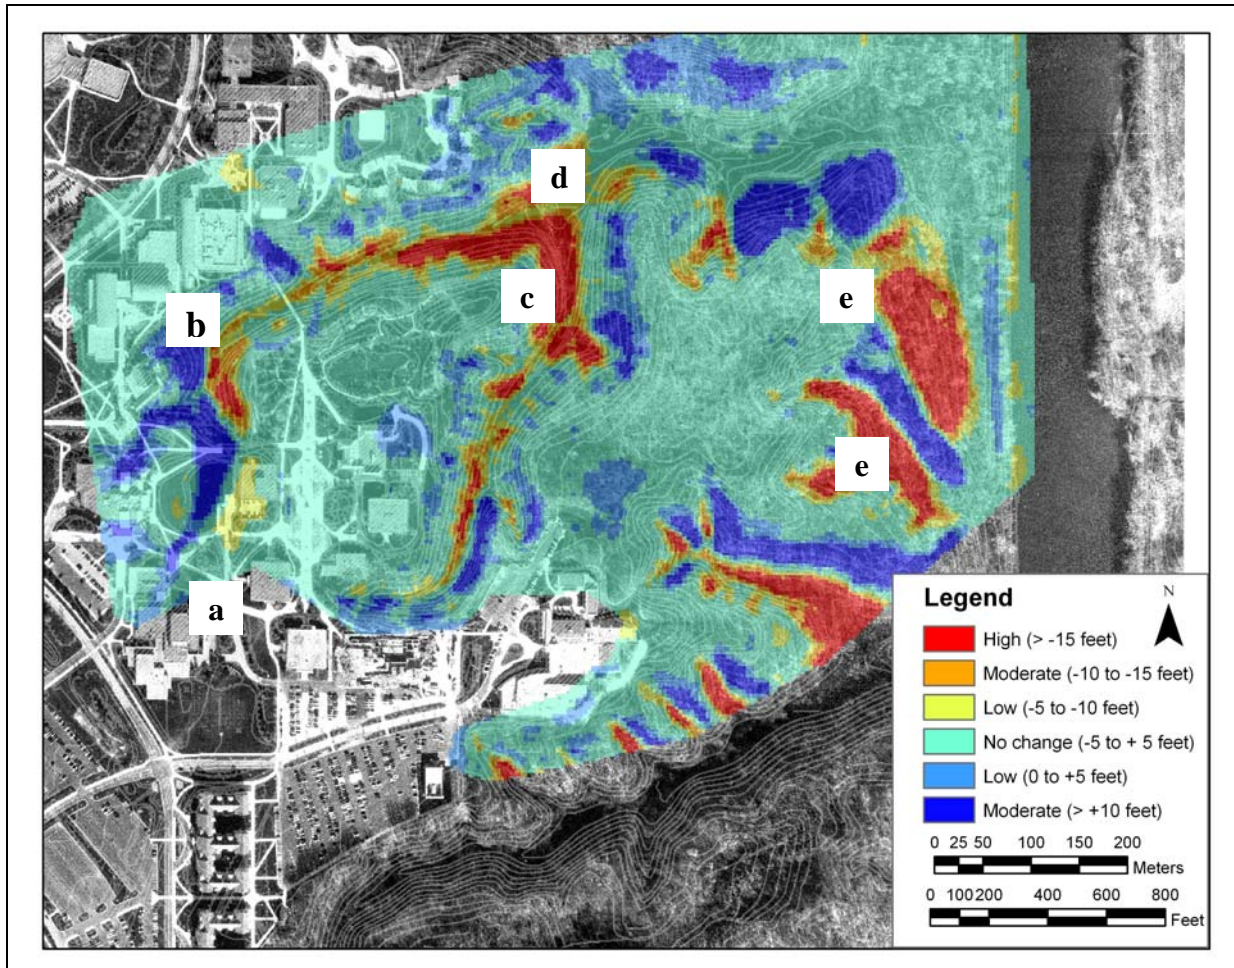 d
c
e
b
e
a
Legend
N
High (> -15 feet)
Moderate (-10 to -15 feet)
Low (-5 to -10 feet)
No change (-5 to + 5 feet)
Low (0 to +5 feet)
Moderate (> +10 feet)
0 25 50 100 150 200
Meters
0 100 200 400 600 800
Feet